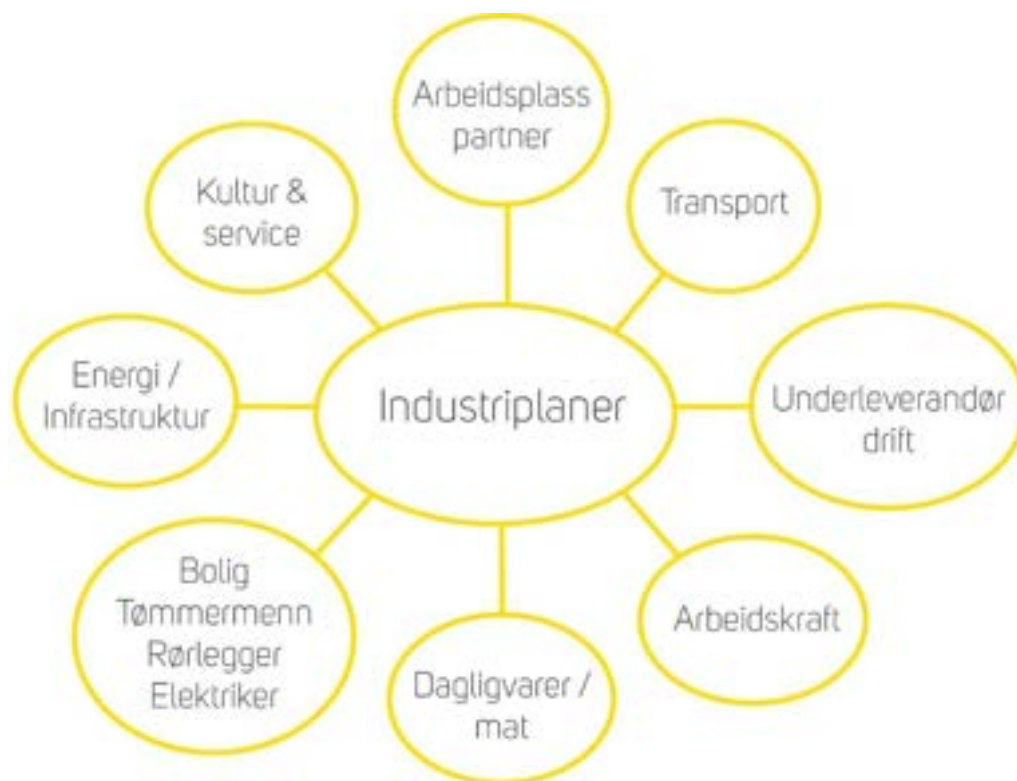 Arbeidsplass
partner
Kultur &
service
Transport
Energi /
Infrastruktur
Industriplaner
Underleverandør
drift
Bolig
Tømmermenn
Rørlegger
Elektriker
Arbeidskraft
Dagligvarer /
mat